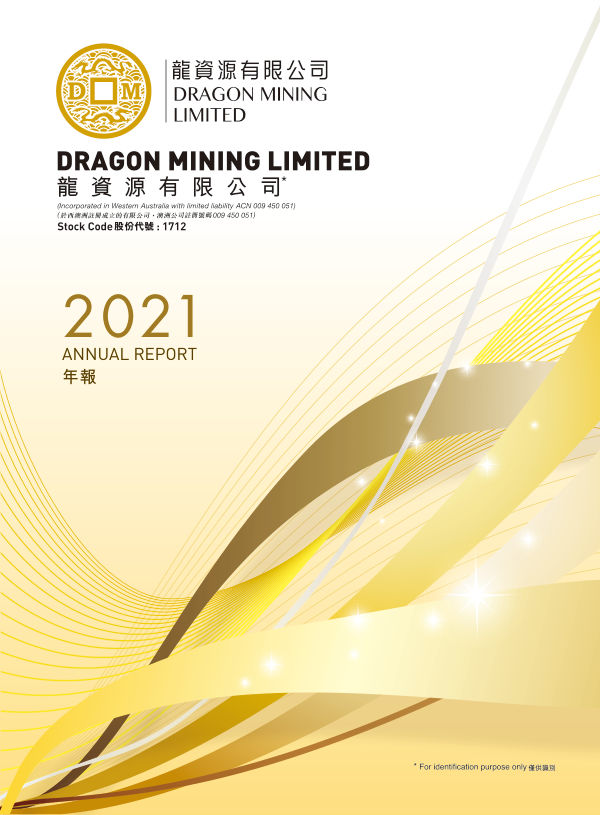 D M
龍資源有限公司
DRAGON MINING
LIMITED
DRAGON MINING LIMITED
龍資源有限公司*
(Incorporated in Western Australia with limited liability ACN 009 450 051)
(於西澳洲註冊成立的有限公司，澳洲公司註冊號碼009 450 051)
Stock Code 股份代號 : 1712
2021
ANNUAL REPORT
年報
* For identification purpose only 僅供識別